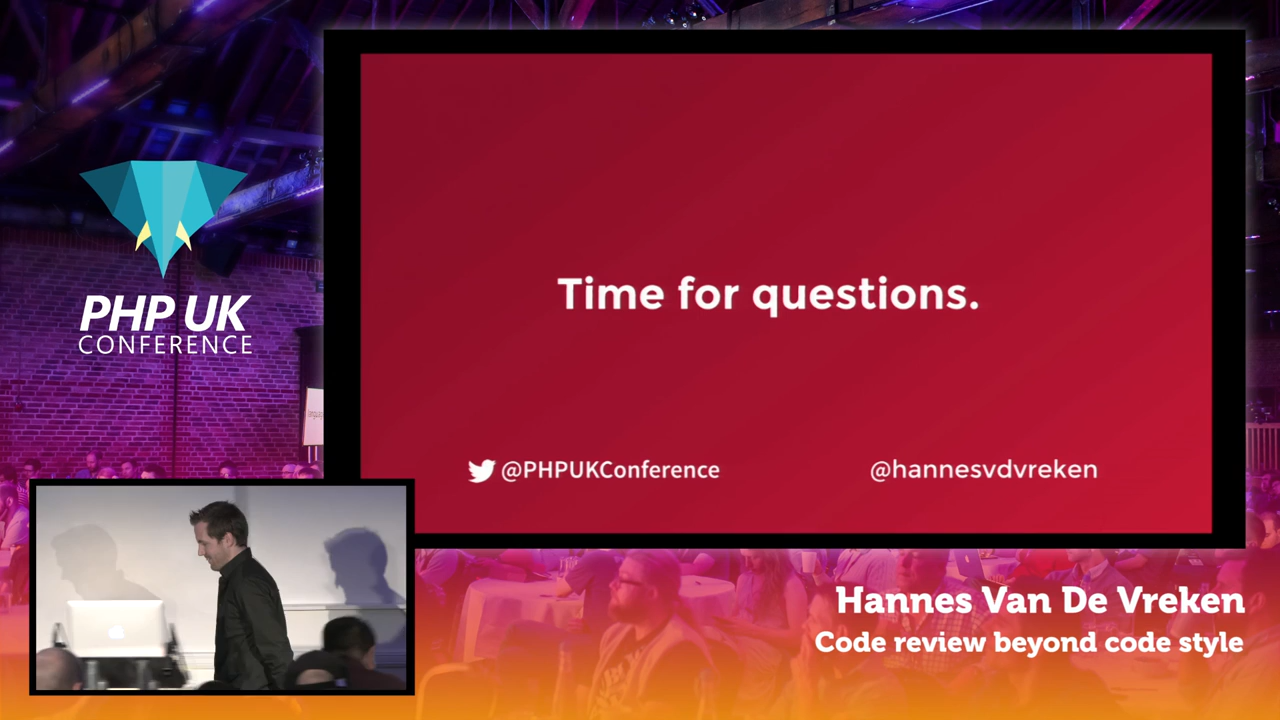 PHP UK
CONFERENCE
Time for questions.
@PHPUKConference
@hannesvdvreken
Hannes Van De Vreken
Code review beyond code style